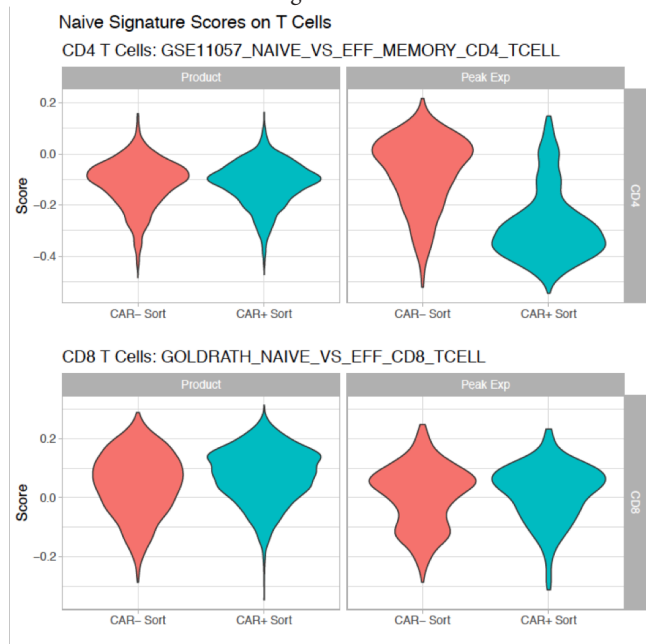 Naive Signature Scores on T Cells
CD4 T Cells: GSE11057_NAIVE_VS_EFF_MEMORY_CD4_TCELL
Product Peak Exp
0.2
0.0
−0.2
−0.4
Score
CD4
CAR− Sort CAR+ Sort CAR− Sort CAR+ Sort
CD8 T Cells: GOLDRATH_NAIVE_VS_EFF_CD8_TCELL
Product Peak Exp
0.2
0.0
−0.2
Score
CD8
CAR− Sort CAR+ Sort CAR− Sort CAR+ Sort